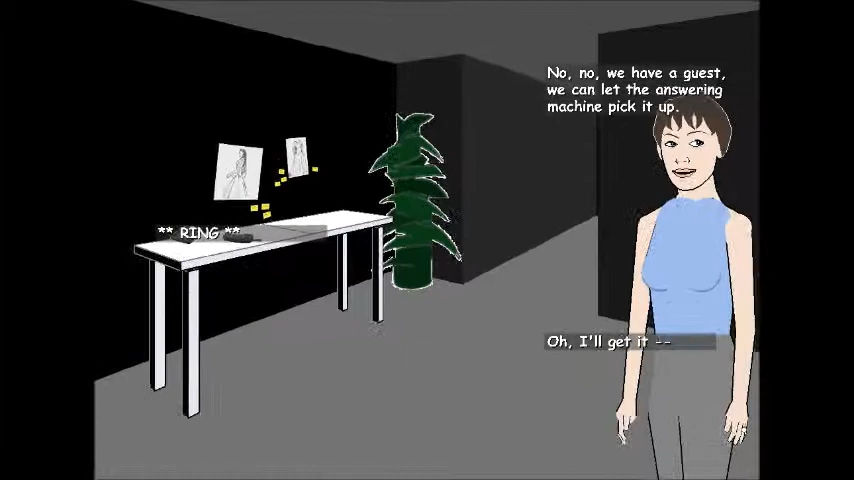 No, no, we have a guest,
we can let the answering
machine pick it up.
** RING **
Oh, I'll get it --